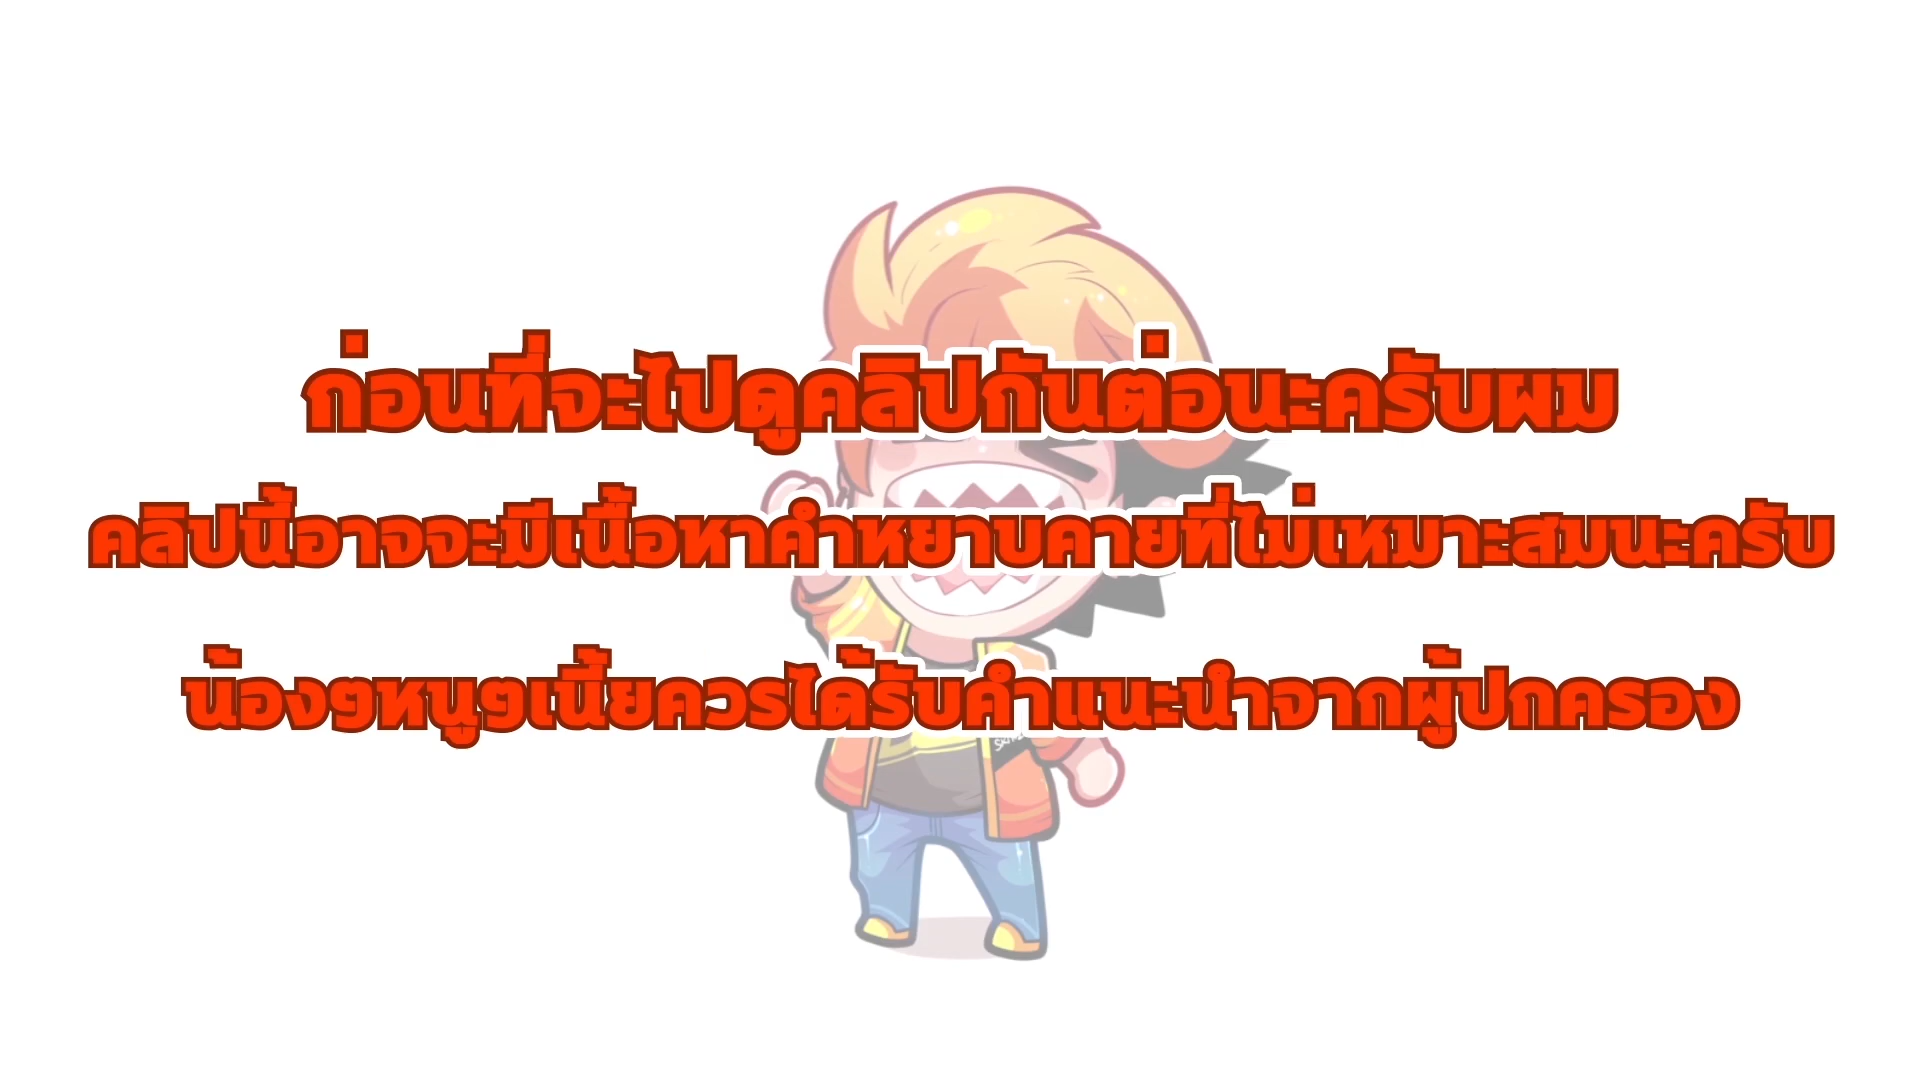 ก่อนที่จะไปดูคลิปกันต่อนะครับผม
คลิปนี้อาจจะมีเนื้อหาคำหยาบคายที่ไม่เหมาะสมนะครับ
น้องๆหนูๆเนี้ยควรได้รับคำแนะนำจากผู้ปกครอง